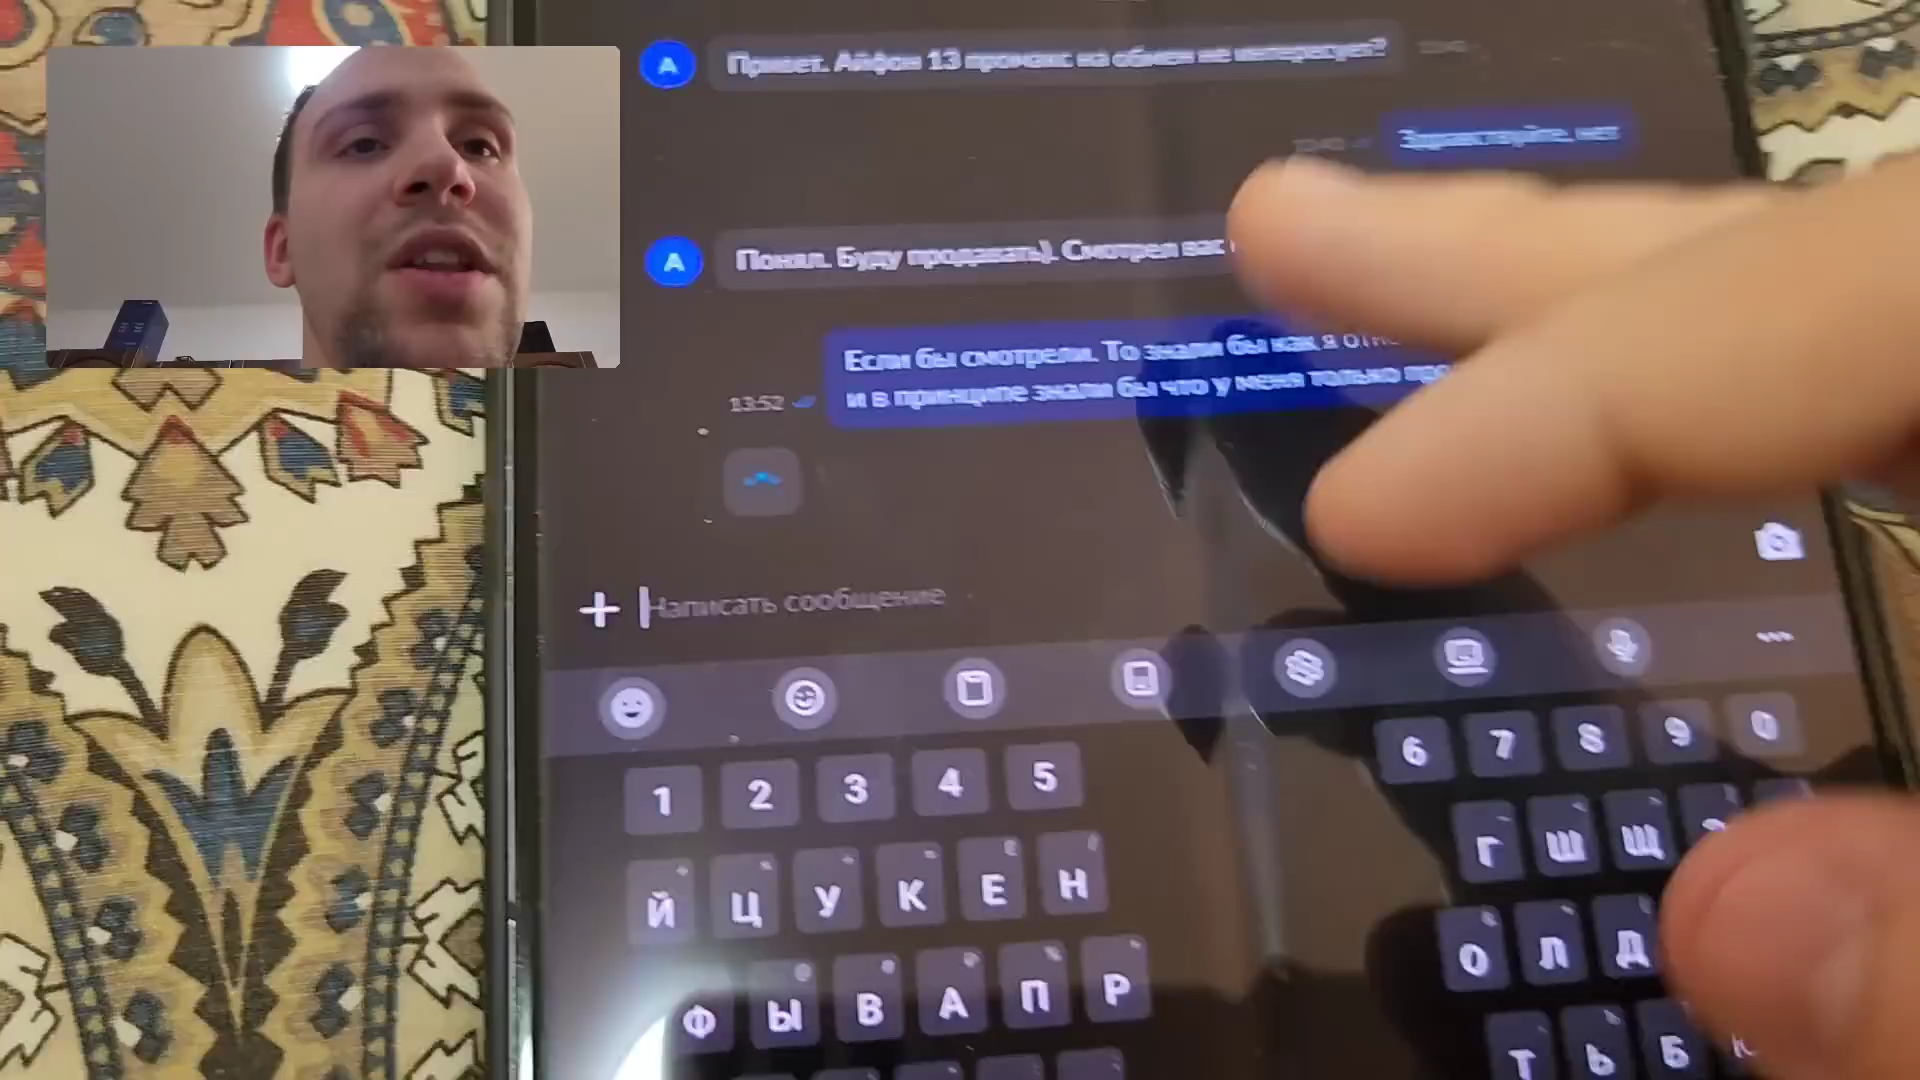 А
Привет. Айфон 13 промакс на обмен не интересует?
Здравствуйте, нет
А
Понял. Буду продавать). Смотрел вас
Если бы смотрели. То знали бы как я отно
и в принципе знали бы что у меня только про
13:52
Написать сообщение
1 2 3 4 5 6 7 8 9 0
Й Ц У К Е Н Г Ш Щ
Ф Ы В А П Р О Л Д
Т Ь Б